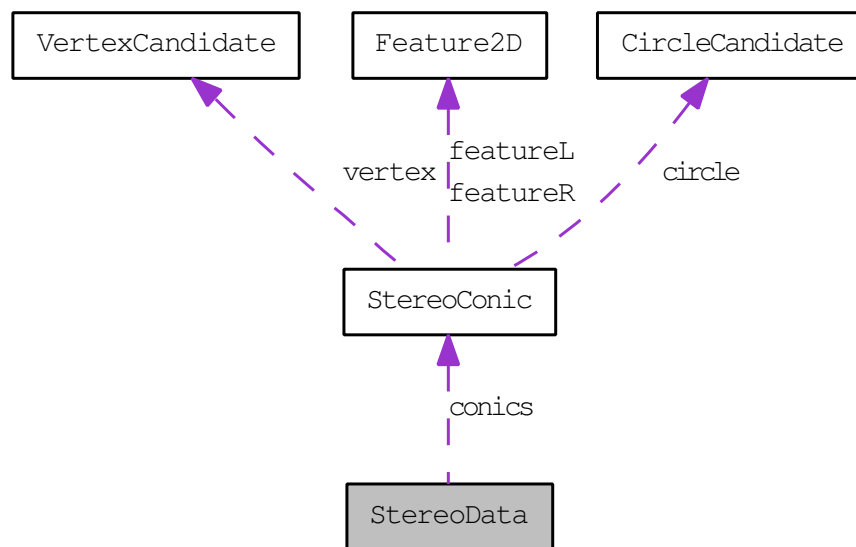 VertexCandidate
Feature2D
CircleCandidate
vertex
featureL
featureR
circle
StereoConic
conics
StereoData